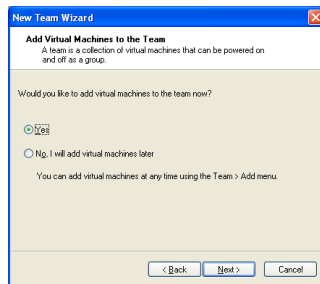 New Team Wizard
Add Virtual Machines to the Team
A team is a collection of virtual machines that can be powered on
and off as a group.
Would you like to add virtual machines to the team now?
Yes
No, I will add virtual machines later
You can add virtual machines at any time using the Team > Add menu.
< Back
Next >
Cancel